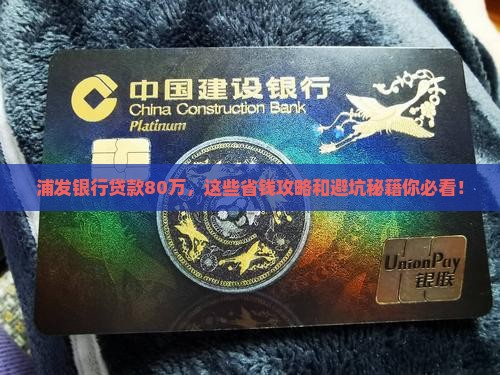 中国建设银行
China Construction Bank
Platinum
浦发银行贷款80万，这些省钱攻略和避坑秘籍你必看！
UnionPay
银联